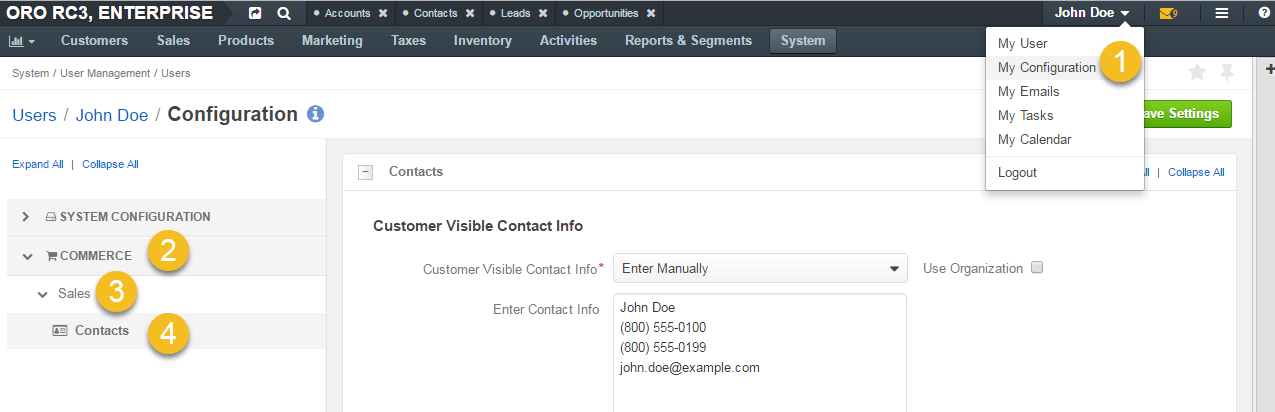 ORO RC3, ENTERPRISE
Accounts
Contacts
Leads
Opportunities
John Doe
9
?
Customers
Sales
Products
Marketing
Taxes
Inventory
Activities
Reports & Segments
System
My User
My Configuration
My Emails
My Tasks
My Calendar
Logout
1
System / User Management / Users
Users / John Doe / Configuration
ave Settings
Expand All | Collapse All
SYSTEM CONFIGURATION
COMMERCE
2
Sales
3
Contacts
4
Contacts
All | Collapse All
Customer Visible Contact Info
Customer Visible Contact Info*
Enter Manually
Use Organization
Enter Contact Info
John Doe
(800) 555-0100
(800) 555-0199
john.doe@example.com